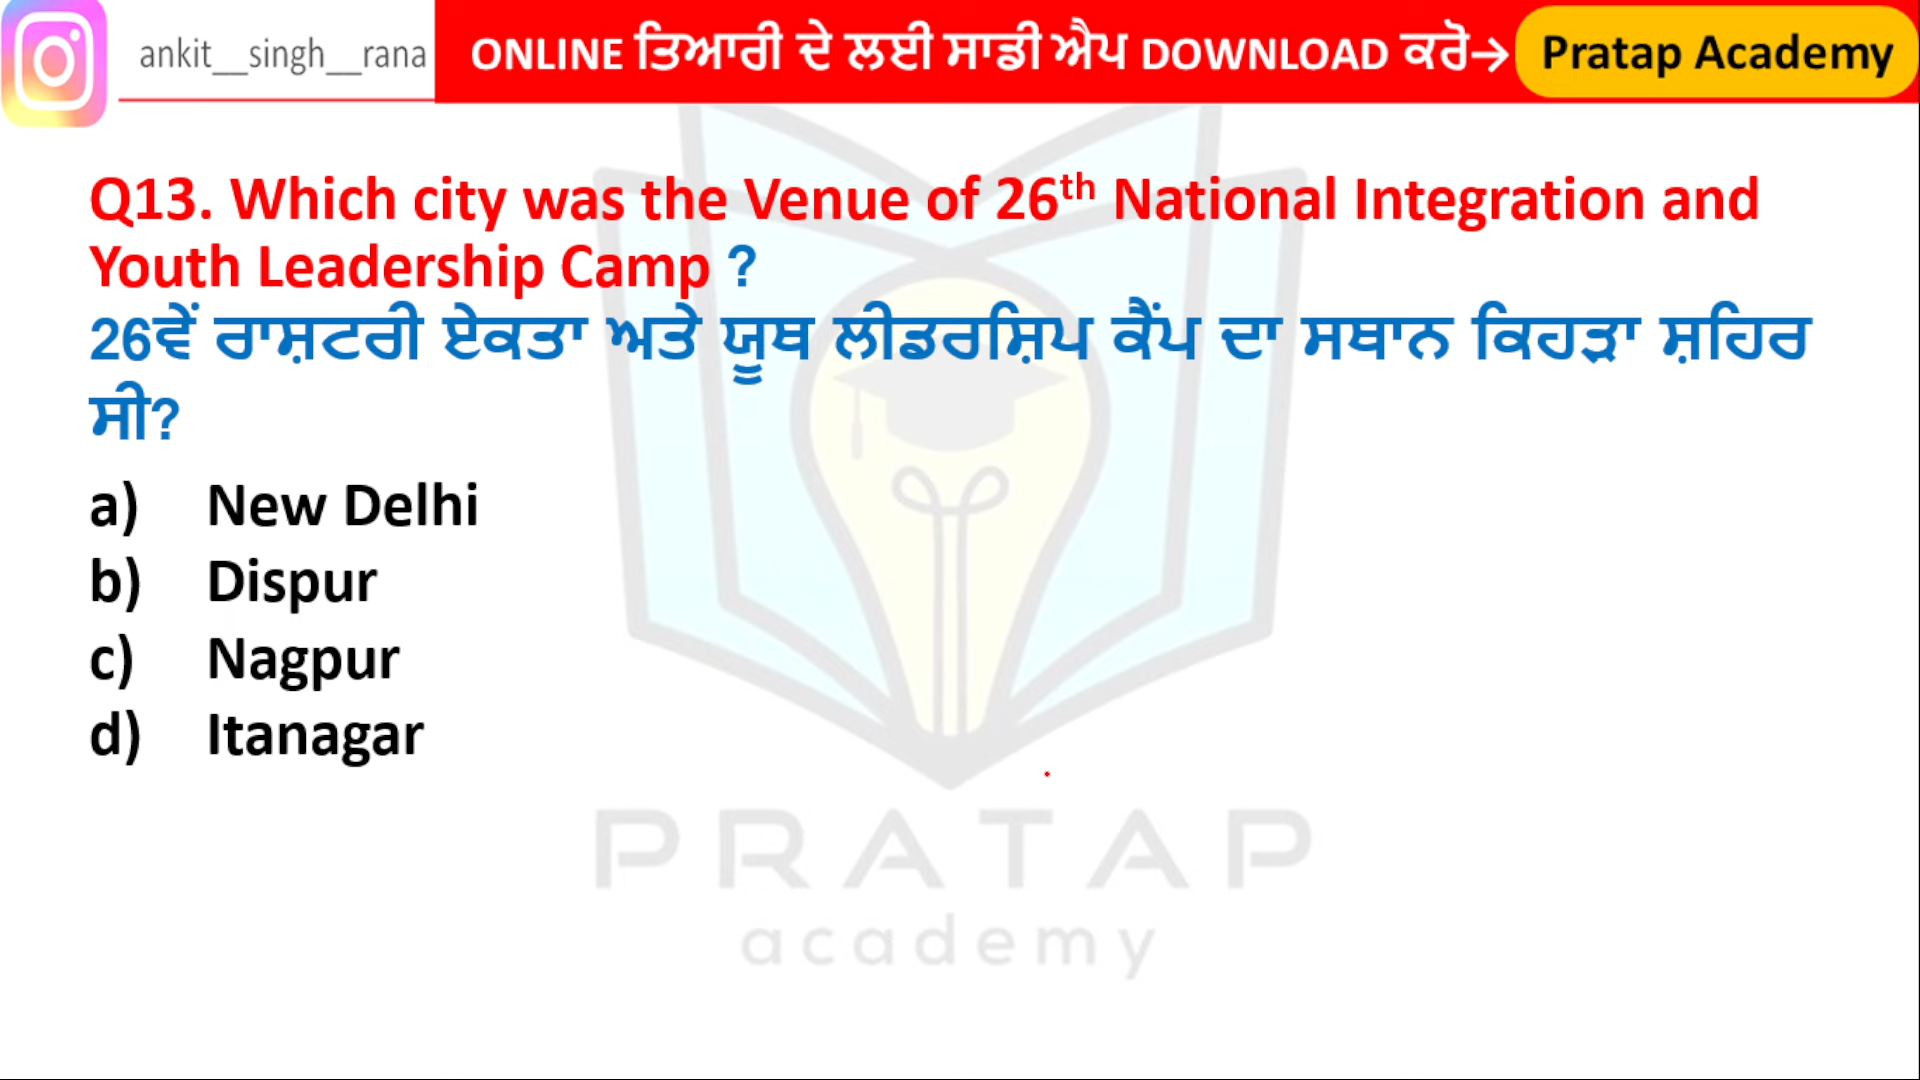 ankit__singh__rana
ONLINE ਤਿਆਰੀ ਦੇ ਲਈ ਸਾਡੀ ਐਪ DOWNLOAD ਕਰੋ→ Pratap Academy
Q13. Which city was the Venue of 26th National Integration and
Youth Leadership Camp ?
26ਵੇਂ ਰਾਸ਼ਟਰੀ ਏਕਤਾ ਅਤੇ ਯੂਥ ਲੀਡਰਸ਼ਿਪ ਕੈਂਪ ਦਾ ਸਥਾਨ ਕਿਹੜਾ ਸ਼ਹਿਰ
ਸੀ?
a) New Delhi
b) Dispur
c) Nagpur
d) Itanagar
PRATAP
academy